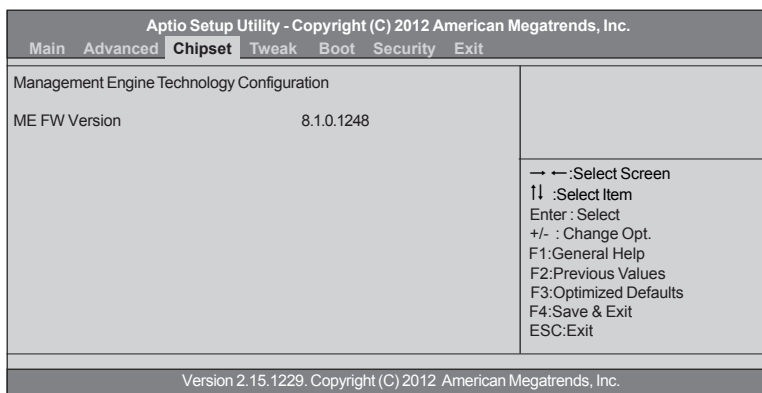 Aptio Setup Utility - Copyright (C) 2012 American Megatrends, Inc.
Main Advanced Chipset Tweak Boot Security Exit
Management Engine Technology Configuration
ME FW Version 8.1.0.1248
→ ←:Select Screen
↑↓ :Select Item
Enter : Select
+/- : Change Opt.
F1:General Help
F2:Previous Values
F3:Optimized Defaults
F4:Save & Exit
ESC:Exit
Version 2.15.1229. Copyright (C) 2012 American Megatrends, Inc.